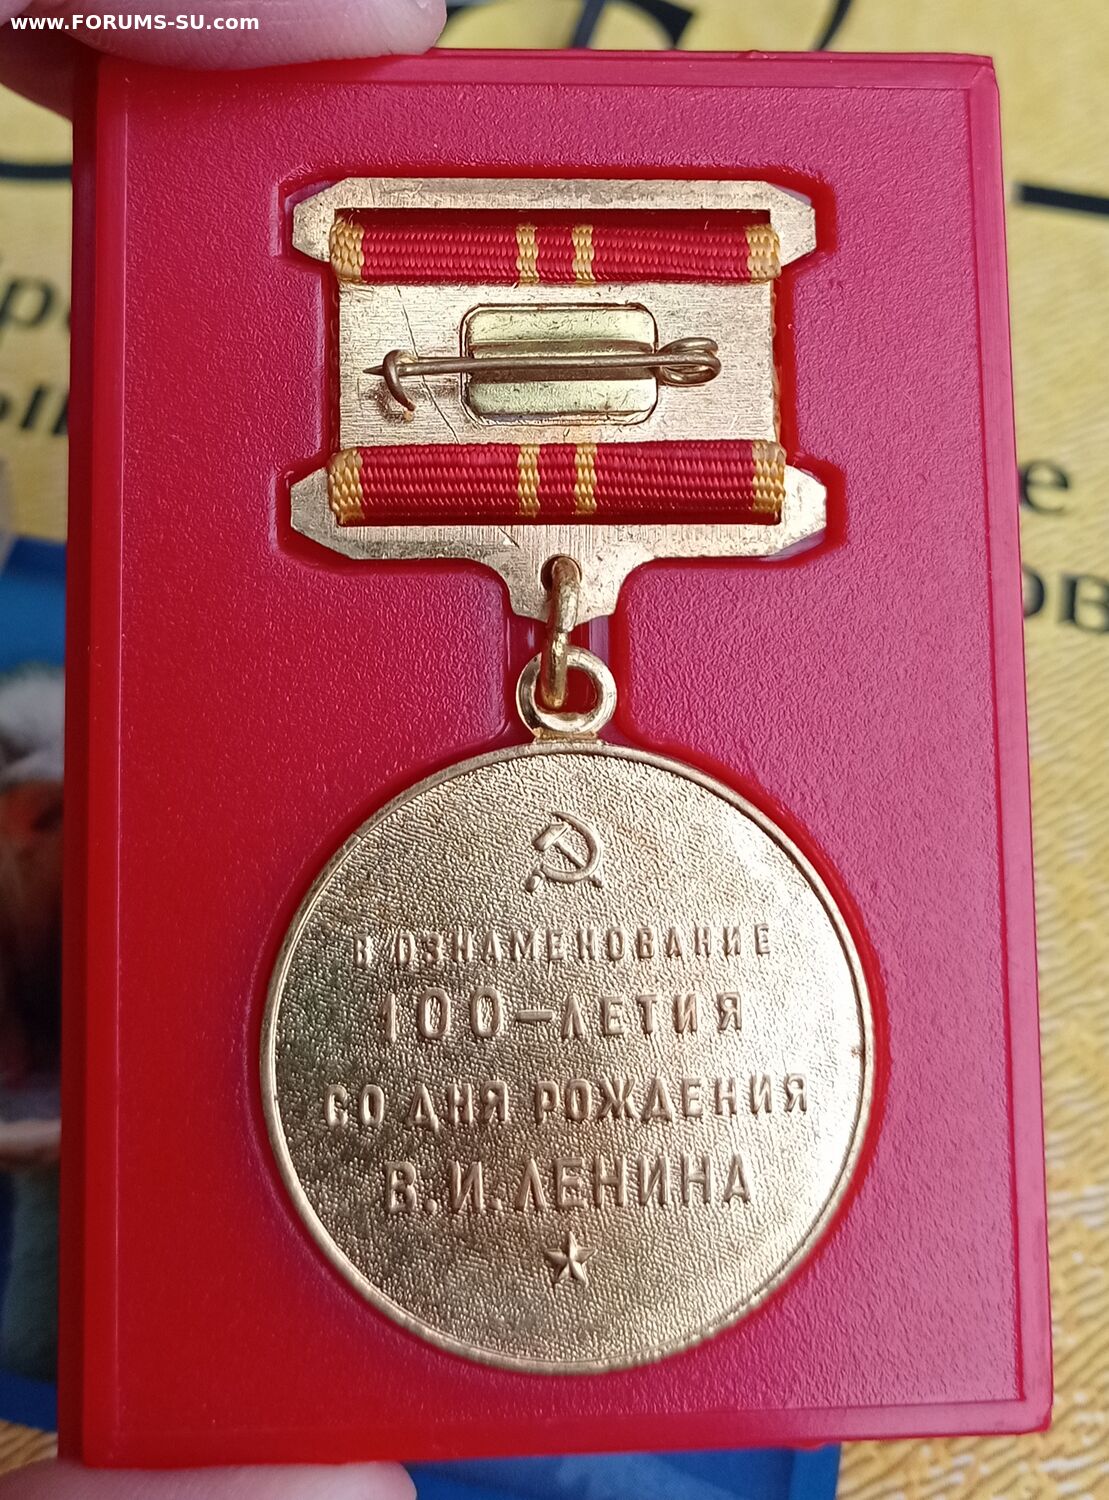 www.FORUMS-SU.com
В ОЗНАМЕНОВАНИЕ
100-ЛЕТИЯ
СО ДНЯ РОЖДЕНИЯ
В.И.ЛЕНИНА